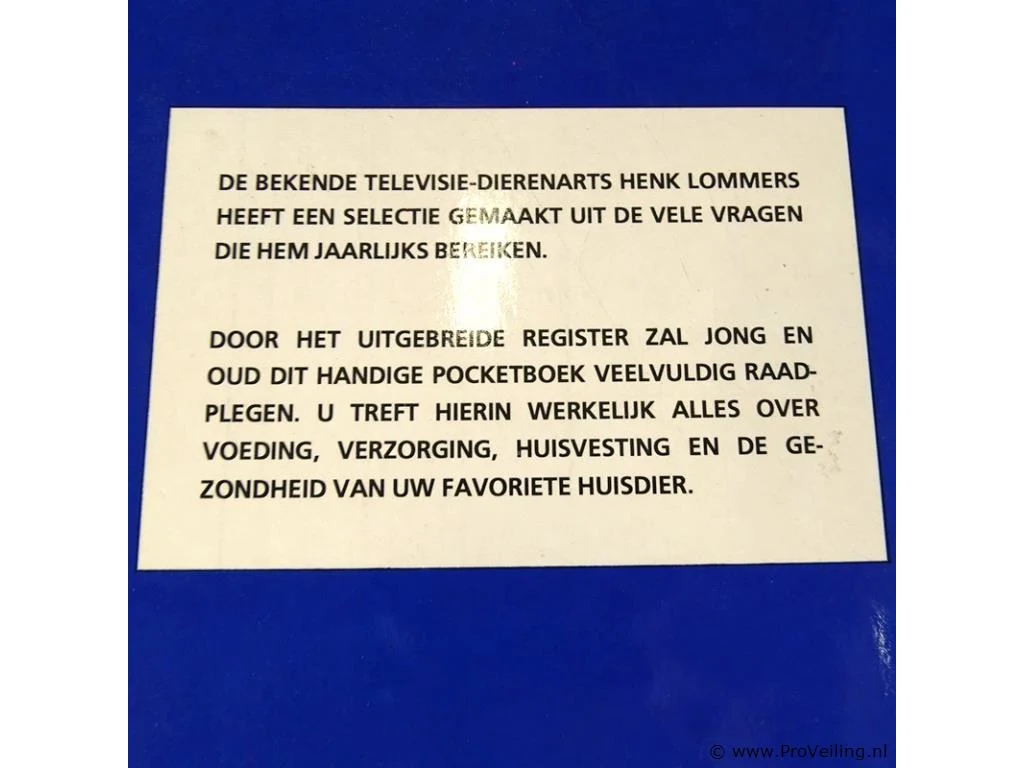 DE BEKENDE TELEVISIE-DIERENARTS HENK LOMMERS
HEEFT EEN SELECTIE GEMAAKT UIT DE VELE VRAGEN
DIE HEM JAARLIJKS BEREIKEN.
DOOR HET UITGEBREIDE REGISTER ZAL JONG EN
OUD DIT HANDIGE POCKETBOEK VEELVULDIG RAAD-
PLEGEN. U TREFT HIERIN WERKELIJK ALLES OVER
VOEDING, VERZORGING, HUISVESTING EN DE GE-
ZONDHEID VAN UW FAVORIETE HUISDIER.
© www.ProVeiling.nl